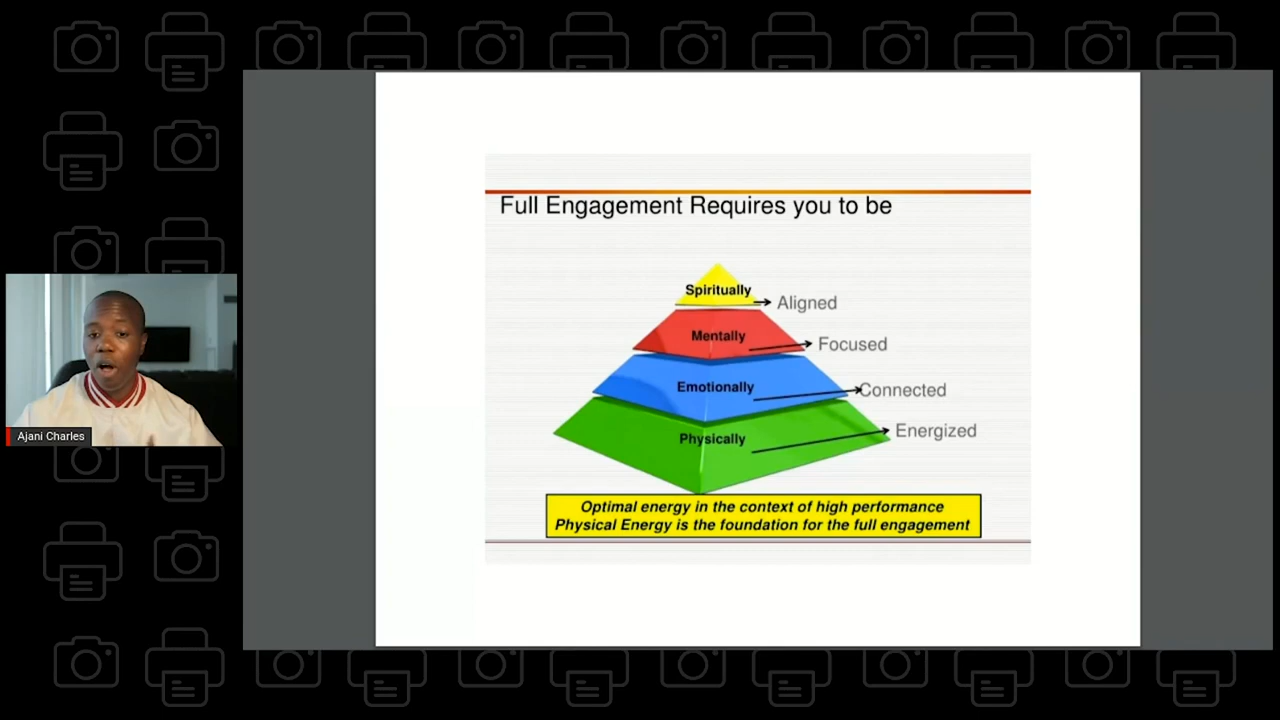 Full Engagement Requires you to be
Spiritually
Aligned
Mentally
Focused
Emotionally
Connected
Physically
Energized
Optimal energy in the context of high performance
Physical Energy is the foundation for the full engagement
Ajani Charles